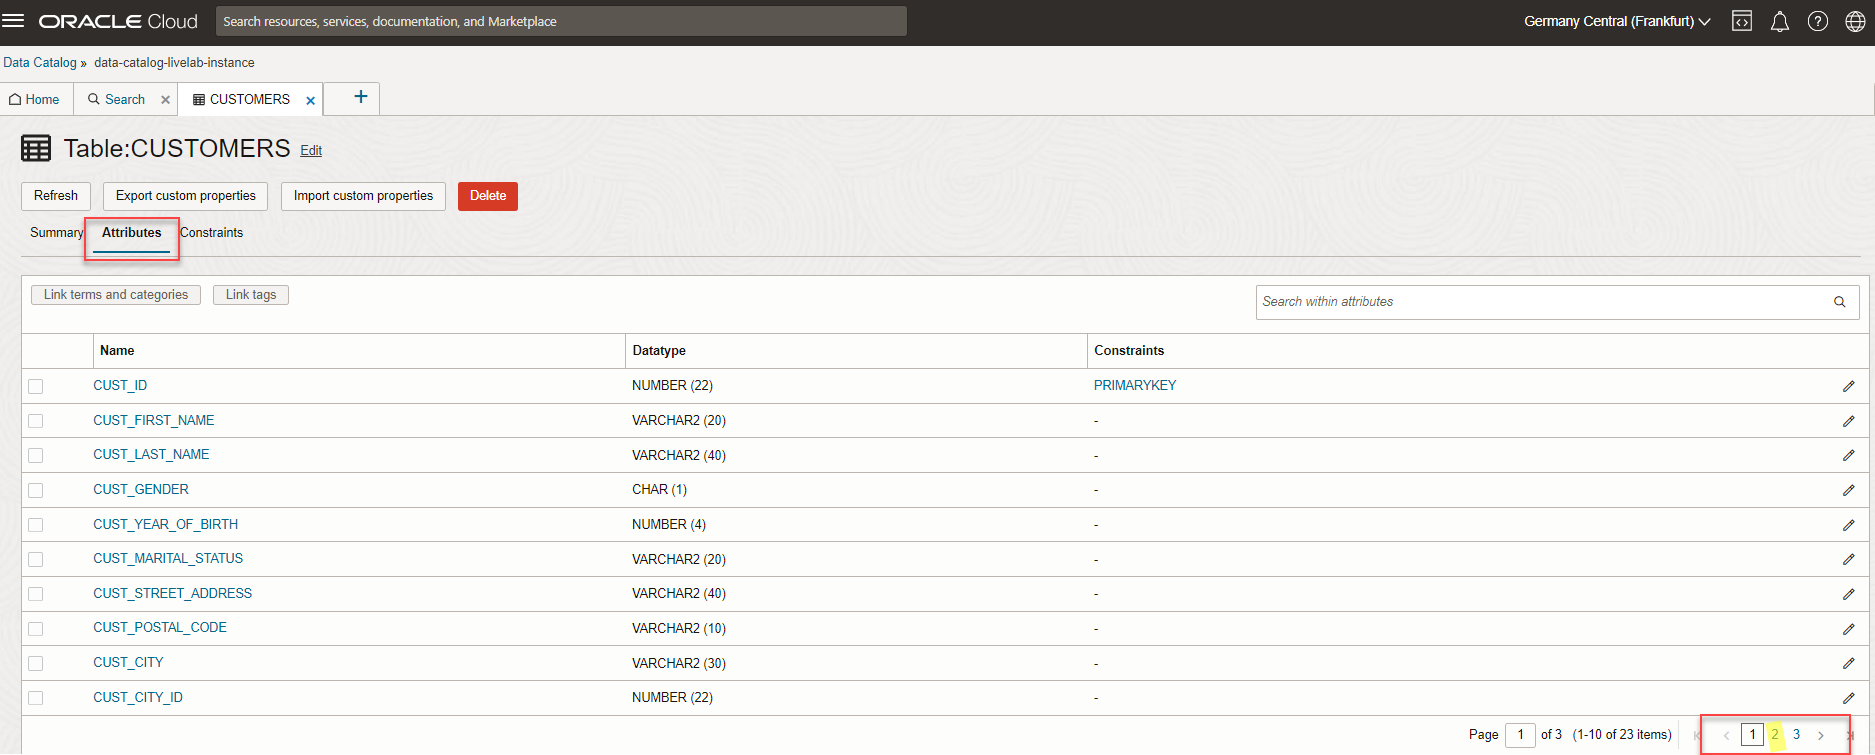 ORACLE Cloud Search resources, services, documentation, and Marketplace Germany Central (Frankfurt)
Data Catalog » data-catalog-livelab-instance
Home Search × CUSTOMERS × +
Table:CUSTOMERS Edit
Refresh Export custom properties Import custom properties Delete
Summary Attributes Constraints
Link terms and categories Link tags Search within attributes
Name Datatype Constraints
CUST_ID NUMBER (22) PRIMARYKEY
CUST_FIRST_NAME VARCHAR2 (20) -
CUST_LAST_NAME VARCHAR2 (40) -
CUST_GENDER CHAR (1) -
CUST_YEAR_OF_BIRTH NUMBER (4) -
CUST_MARITAL_STATUS VARCHAR2 (20) -
CUST_STREET_ADDRESS VARCHAR2 (40) -
CUST_POSTAL_CODE VARCHAR2 (10) -
CUST_CITY VARCHAR2 (30) -
CUST_CITY_ID NUMBER (22) -
Page 1 of 3 (1-10 of 23 items) 1 2 3